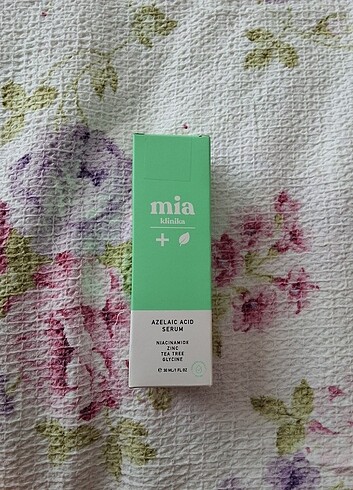 mia
klinika
AZELAIC ACID
SERUM
NIACINAMIDE
ZINC
TEA TREE
GLYCINE
℮ 30 ML/1 FL OZ